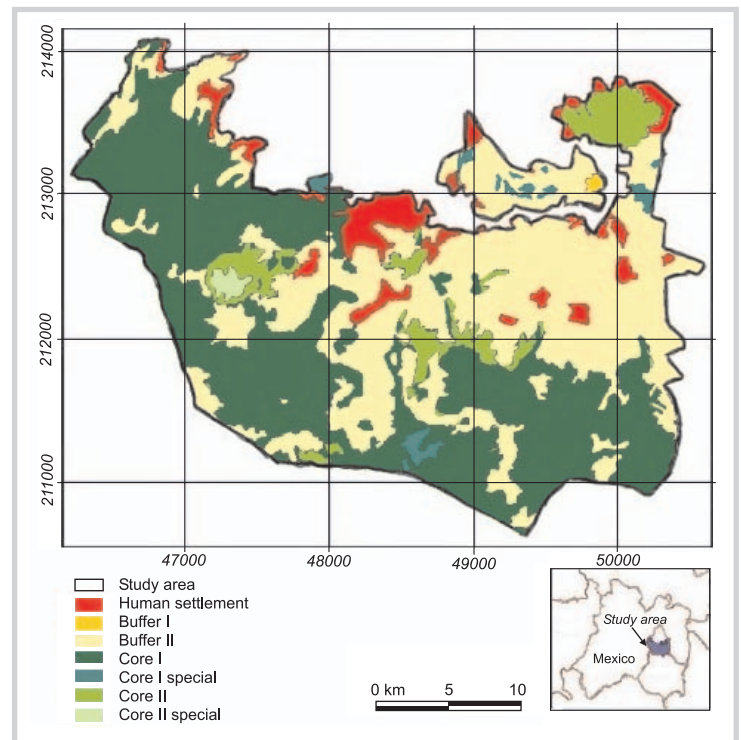 214000
213000
212000
211000
47000 48000 49000 50000
Study area
Human settlement
Buffer I
Buffer II
Core I
Core I special
Core II
Core II special
0 km 5 10
Study area
Mexico